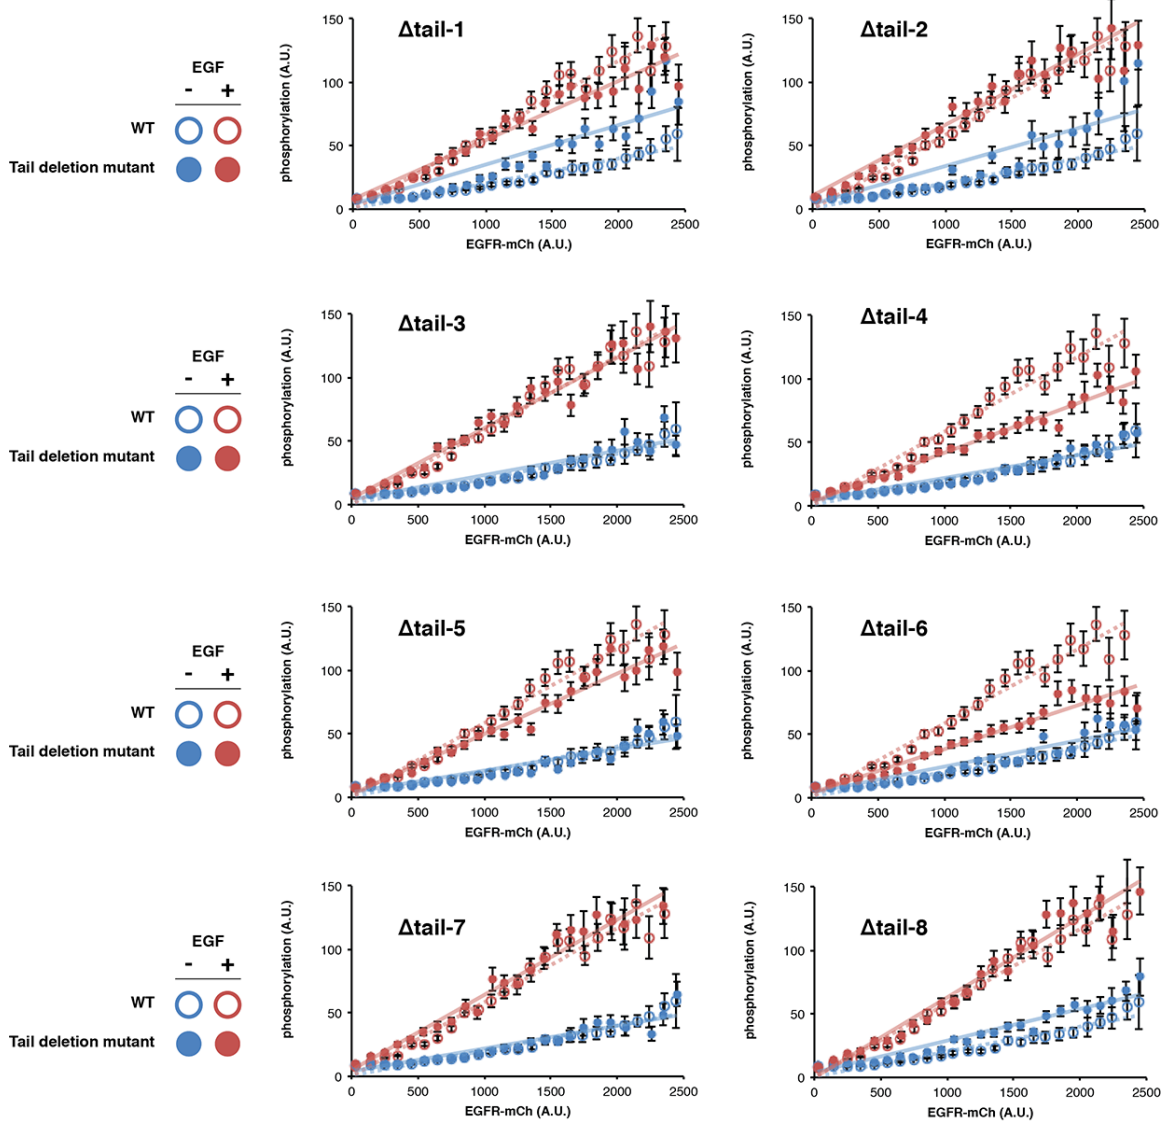 EGF
- +
WT
Tail deletion mutant
Δtail-1
phosphorylation (A.U.)
150
100
50
0
0 500 1000 1500 2000 2500
EGFR-mCh (A.U.)
Δtail-2
phosphorylation (A.U.)
150
100
50
0
0 500 1000 1500 2000 2500
EGFR-mCh (A.U.)
EGF
- +
WT
Tail deletion mutant
Δtail-3
phosphorylation (A.U.)
150
100
50
0
0 500 1000 1500 2000 2500
EGFR-mCh (A.U.)
Δtail-4
phosphorylation (A.U.)
150
100
50
0
0 500 1000 1500 2000 2500
EGFR-mCh (A.U.)
EGF
- +
WT
Tail deletion mutant
Δtail-5
phosphorylation (A.U.)
150
100
50
0
0 500 1000 1500 2000 2500
EGFR-mCh (A.U.)
Δtail-6
phosphorylation (A.U.)
150
100
50
0
0 500 1000 1500 2000 2500
EGFR-mCh (A.U.)
EGF
- +
WT
Tail deletion mutant
Δtail-7
phosphorylation (A.U.)
150
100
50
0
0 500 1000 1500 2000 2500
EGFR-mCh (A.U.)
Δtail-8
phosphorylation (A.U.)
150
100
50
0
0 500 1000 1500 2000 2500
EGFR-mCh (A.U.)